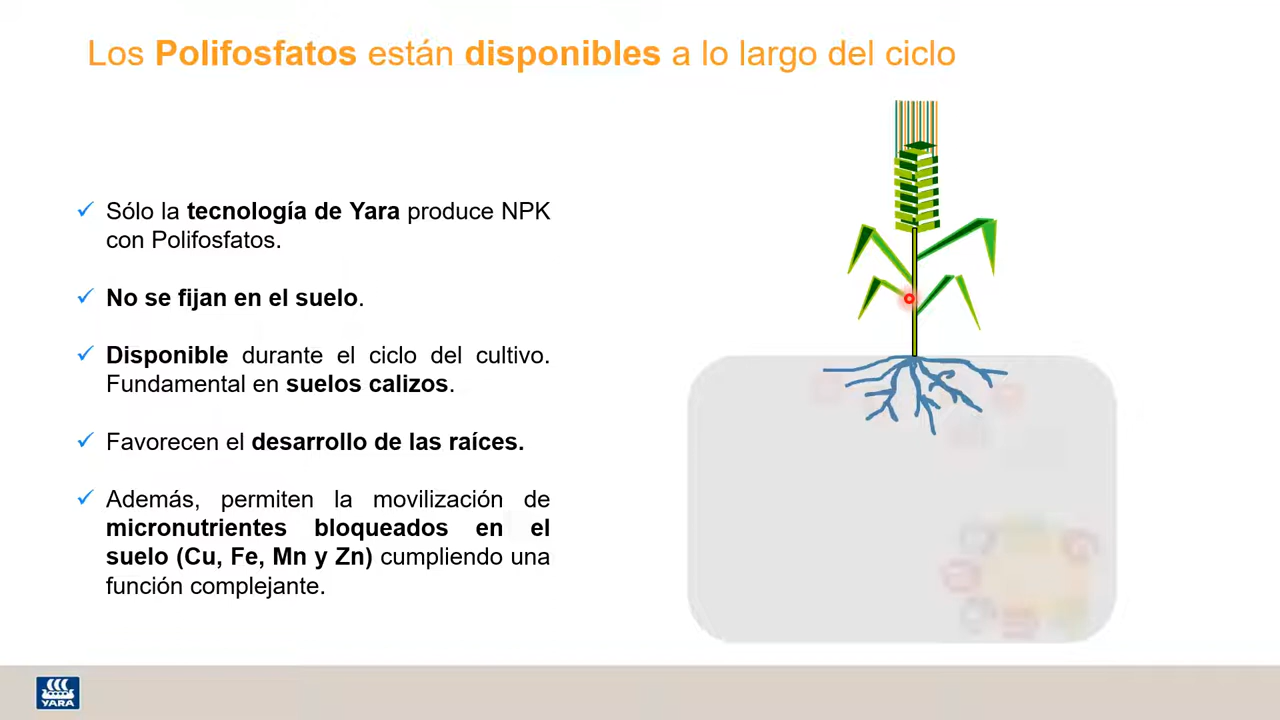 Los Polifosfatos están disponibles a lo largo del ciclo
Sólo la tecnología de Yara produce NPK
con Polifosfatos.
No se fijan en el suelo.
Disponible durante el ciclo del cultivo.
Fundamental en suelos calizos.
Favorecen el desarrollo de las raíces.
Además, permiten la movilización de
micronutrientes bloqueados en el
suelo (Cu, Fe, Mn y Zn) cumpliendo una
función complejante.
YARA